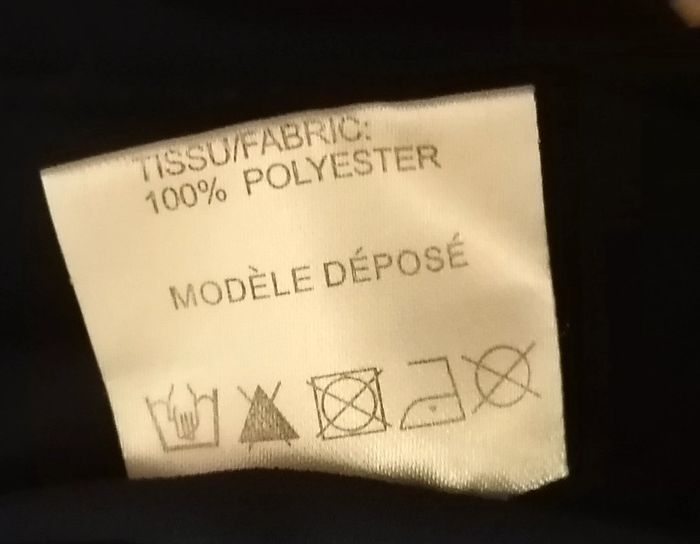 TISSU/FABRIC:
100% POLYESTER
MODÈLE DÉPOSÉ